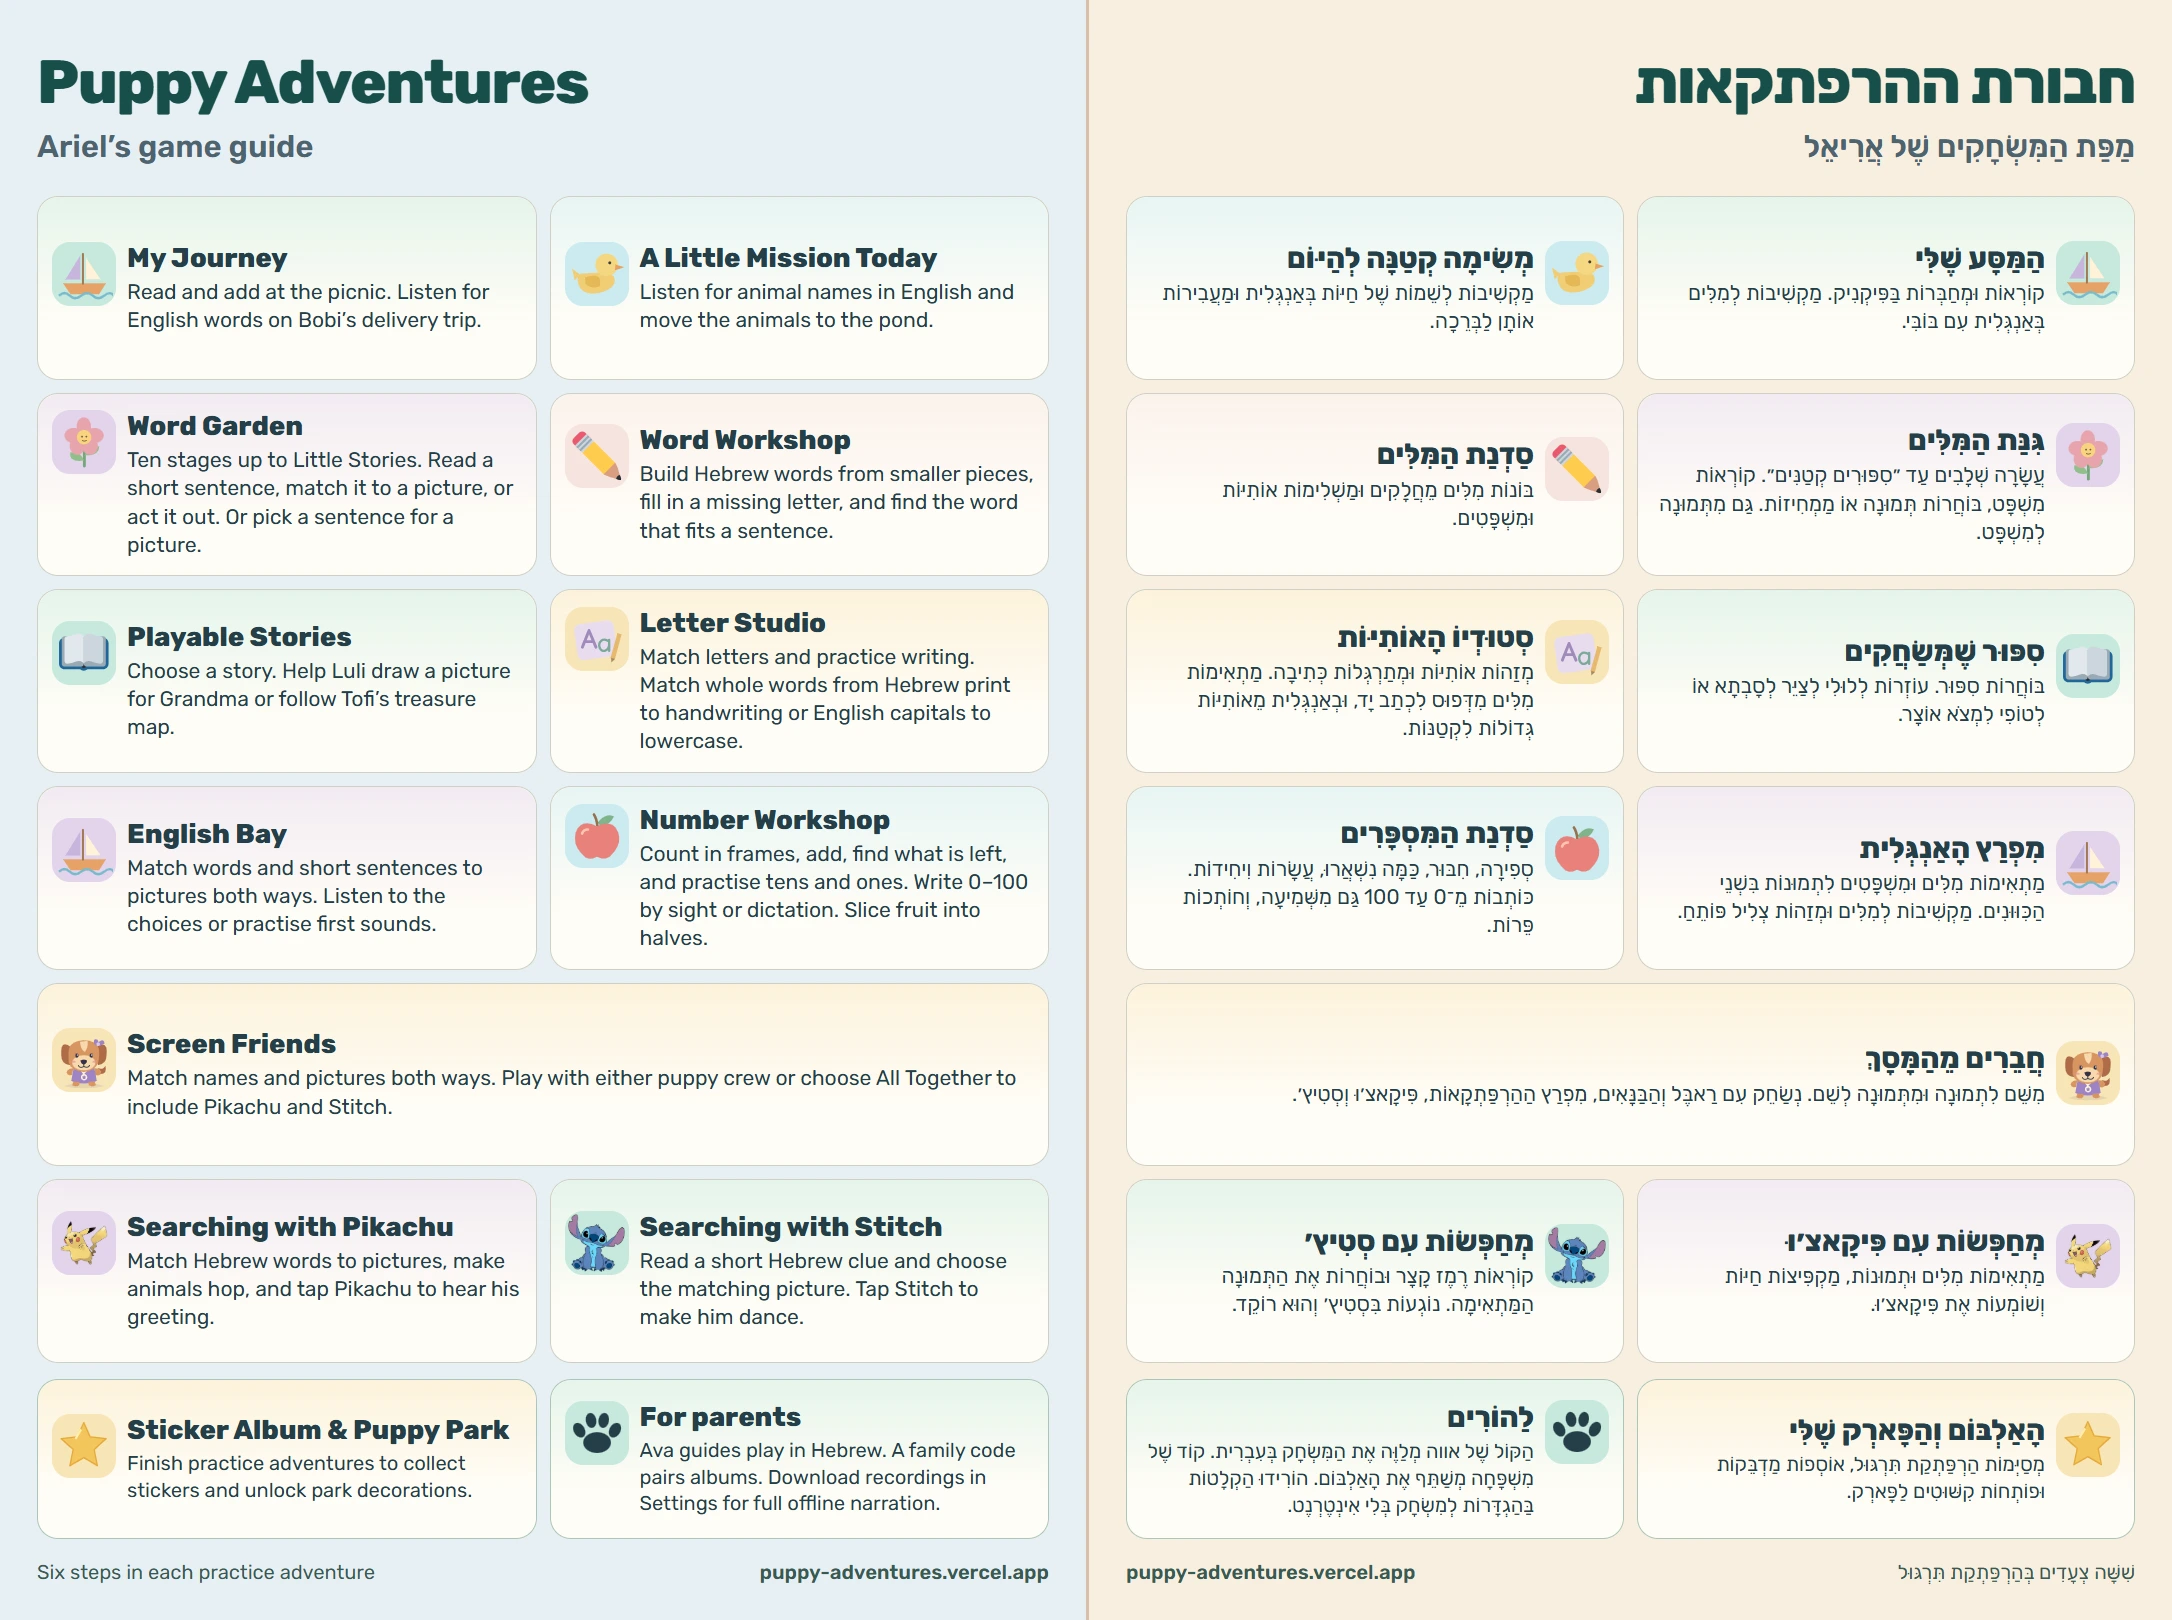 Puppy Adventures
Ariel’s game guide
My Journey
Read and add at the picnic. Listen for
English words on Bobi’s delivery trip.
A Little Mission Today
Listen for animal names in English and
move the animals to the pond.
Word Garden
Ten stages up to Little Stories. Read a
short sentence, match it to a picture, or
act it out. Or pick a sentence for a
picture.
Word Workshop
Build Hebrew words from smaller pieces,
fill in a missing letter, and find the word
that fits a sentence.
Playable Stories
Choose a story. Help Luli draw a picture
for Grandma or follow Tofi’s treasure
map.
Letter Studio
Match letters and practice writing.
Match whole words from Hebrew print
to handwriting or English capitals to
lowercase.
English Bay
Match words and short sentences to
pictures both ways. Listen to the
choices or practise first sounds.
Number Workshop
Count in frames, add, find what is left,
and practise tens and ones. Write 0–100
by sight or dictation. Slice fruit into
halves.
Screen Friends
Match names and pictures both ways. Play with either puppy crew or choose All Together to
include Pikachu and Stitch.
Searching with Pikachu
Match Hebrew words to pictures, make
animals hop, and tap Pikachu to hear his
greeting.
Searching with Stitch
Read a short Hebrew clue and choose
the matching picture. Tap Stitch to
make him dance.
Sticker Album & Puppy Park
Finish practice adventures to collect
stickers and unlock park decorations.
For parents
Ava guides play in Hebrew. A family code
pairs albums. Download recordings in
Settings for full offline narration.
Six steps in each practice adventure
puppy-adventures.vercel.app
חבורת ההרפתקאות
מַפַּת הַמִּשְׂחָקִים שֶׁל אֲרִיאֵל
הַמַּסָּע שֶׁלִּי
קוֹרְאוֹת וּמְחַבְּרוֹת בַּפִּיקְנִיק. מַקְשִׁיבוֹת לְמִלִּים
בְּאַנְגְּלִית עִם בּוֹבִּי.
מְשִׂימָה קְטַנָּה לְהַיּוֹם
מַקְשִׁיבוֹת לְשֵׁמוֹת שֶׁל חַיּוֹת בְּאַנְגְּלִית וּמַעֲבִירוֹת
אוֹתָן לַבְּרֵכָה.
גִּנַּת הַמִּלִּים
עֲשָׂרָה שְׁלָבִים עַד ״סִפּוּרִים קְטַנִּים״. קוֹרְאוֹת
מִשְׁפָּט, בּוֹחֲרוֹת תְּמוּנָה אוֹ מַמְחִיזוֹת. גַּם מִתְּמוּנָה
לְמִשְׁפָּט.
סַדְנַת הַמִּלִּים
בּוֹנוֹת מִלִּים מֵחֲלָקִים וּמַשְׁלִימוֹת אוֹתִיּוֹת
וּמִשְׁפָּטִים.
סִפּוּר שֶׁמְּשַׂחֲקִים
בּוֹחֲרוֹת סִפּוּר. עוֹזְרוֹת לְלוּלִי לְצַיֵּר לְסָבְתָא אוֹ
לְטוֹפִי לִמְצֹא אוֹצָר.
סְטוּדְיוֹ הָאוֹתִיּוֹת
מְזַהוֹת אוֹתִיּוֹת וּמְתַרְגְּלוֹת כְּתִיבָה. מַתְאִימוֹת
מִלִּים מִדְּפוּס לִכְתַב יָד, וּבְאַנְגְּלִית מֵאוֹתִיּוֹת
גְּדוֹלוֹת לִקְטַנּוֹת.
מִפְרַץ הָאַנְגְּלִית
מַתְאִימוֹת מִלִּים וּמִשְׁפָּטִים לִתְמוּנוֹת בִּשְׁנֵי
הַכִּוּוּנִים. מַקְשִׁיבוֹת לְמִלִּים וּמְזַהוֹת צְלִיל פּוֹתֵחַ.
סַדְנַת הַמִּסְפָּרִים
סְפִירָה, חִבּוּר, כַּמָּה נִשְׁאֲרוּ, עֲשָׂרוֹת וִיחִידוֹת.
כּוֹתְבוֹת מִ־0 עַד 100 גַּם מִשְּׁמִיעָה, וְחוֹתְכוֹת
פֵּרוֹת.
חֲבֵרִים מֵהַמָּסָךְ
מִשֵּׁם לִתְמוּנָה וּמִתְּמוּנָה לְשֵׁם. נְשַׂחֵק עִם רַאבֶּל וְהַבַּנָּאִים, מִפְרַץ הַהַרְפַּתְקָאוֹת, פִּיקָאצ׳וּ וְסְטִיץ׳.
מְחַפְּשׂוֹת עִם פִּיקָאצ׳וּ
מַתְאִימוֹת מִלִּים וּתְמוּנוֹת, מַקְפִּיצוֹת חַיּוֹת
וְשׁוֹמְעוֹת אֶת פִּיקָאצ׳וּ.
מְחַפְּשׂוֹת עִם סְטִיץ׳
קוֹרְאוֹת רֶמֶז קָצָר וּבוֹחֲרוֹת אֶת הַתְּמוּנָה
הַמַּתְאִימָה. נוֹגְעוֹת בִּסְטִיץ׳ וְהוּא רוֹקֵד.
הָאַלְבּוֹם וְהַפָּארְק שֶׁלִּי
מְסַיְּמוֹת הַרְפַּתְקַת תִּרְגּוּל, אוֹסְפוֹת מַדְבֵּקוֹת
וּפוֹתְחוֹת קִשּׁוּטִים לַפָּארְק.
לַהוֹרִים
הַקּוֹל שֶׁל אווה מְלַוֶּה אֶת הַמִּשְׂחָק בְּעִבְרִית. קוֹד שֶׁל
מִשְׁפָּחָה מְשַׁתֵּף אֶת הָאַלְבּוֹם. הוֹרִידוּ הַקְלָטוֹת
בַּהַגְדָּרוֹת לְמִשְׂחָק בְּלִי אִינְטֶרְנֶט.
שִׁשָּׁה צְעָדִים בְּהַרְפַּתְקַת תִּרְגּוּל
puppy-adventures.vercel.app